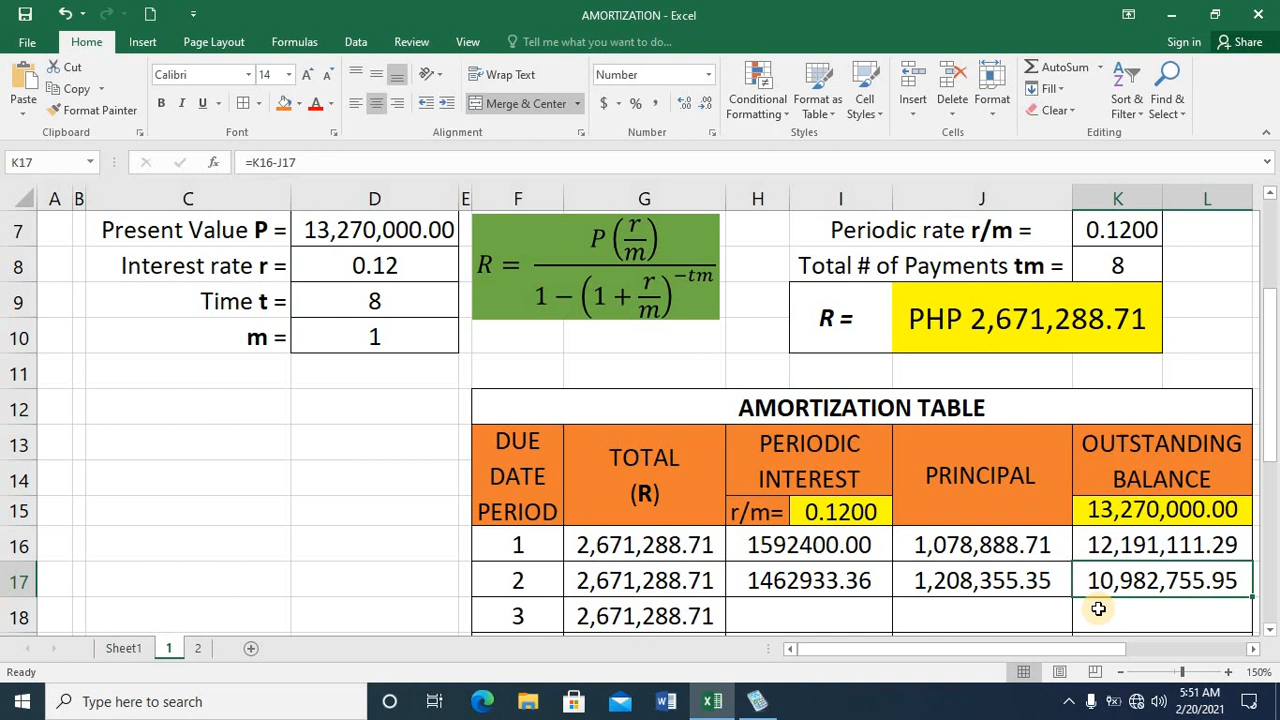 AMORTIZATION - Excel
File Home Insert Page Layout Formulas Data Review View Tell me what you want to do... Sign in Share
Paste Cut Copy Format Painter Clipboard
Calibri 14 A A B I U A Font
Wrap Text Merge & Center Alignment
Number $ % , Number
Conditional Formatting Format as Table Cell Styles Styles
Insert Delete Format Cells
AutoSum Fill Clear Sort & Filter Find & Select Editing
K17 fx =K16-J17
A B C D E F G H I J K L
7 Present Value P = 13,270,000.00 Periodic rate r/m = 0.1200
8 Interest rate r = 0.12 Total # of Payments tm = 8
9 Time t = 8
10 m = 1
R = P(r/m) / 1 − (1 + r/m)^−tm
R = PHP 2,671,288.71
11
12 AMORTIZATION TABLE
13 DUE DATE PERIOD TOTAL (R) PERIODIC INTEREST PRINCIPAL OUTSTANDING BALANCE
14
15 r/m= 0.1200 13,270,000.00
16 1 2,671,288.71 1592400.00 1,078,888.71 12,191,111.29
17 2 2,671,288.71 1462933.36 1,208,355.35 10,982,755.95
18 3 2,671,288.71
Sheet1 1 2
Ready 150%
Type here to search 5:51 AM
2/20/2021